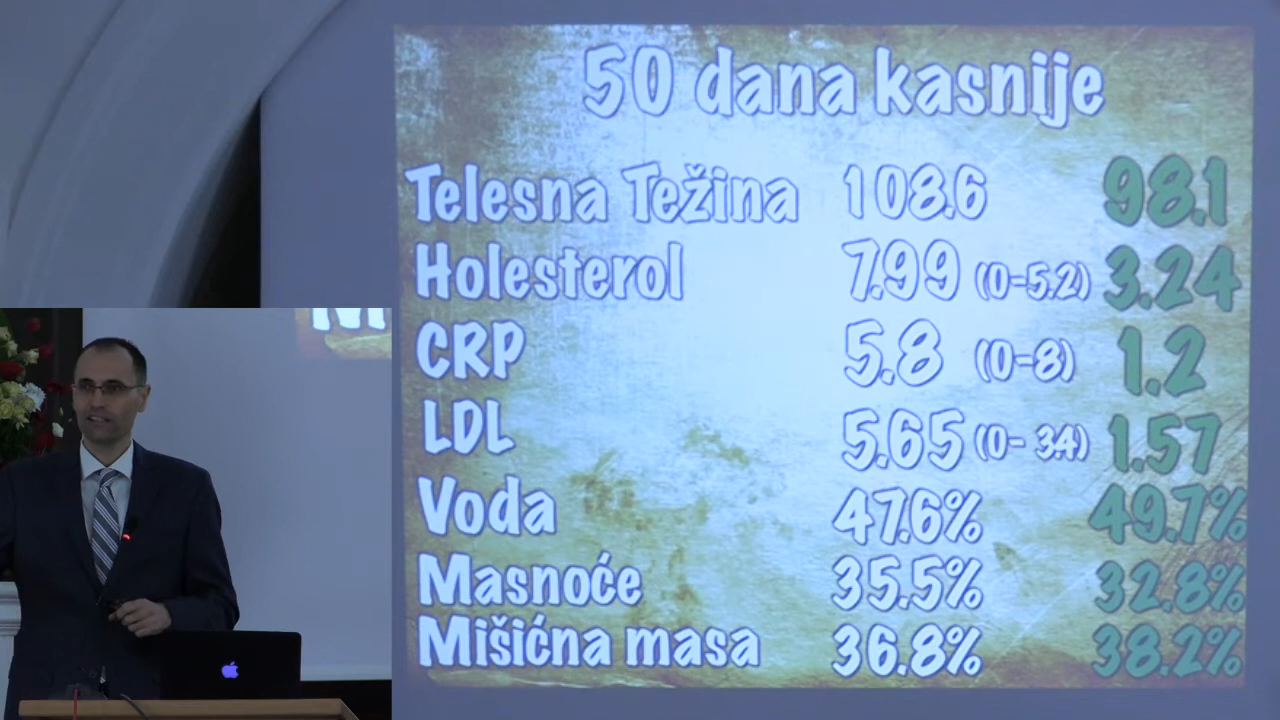 50 dana kasnije
Telesna Težina 108.6 98.1
Holesterol 7.99 (0-5.2) 3.24
CRP 5.8 (0-8) 1.2
LDL 5.65 (0- 3.4) 1.57
Voda 47.6% 49.7%
Masnoće 35.5% 32.8%
Mišićna masa 36.8% 38.2%